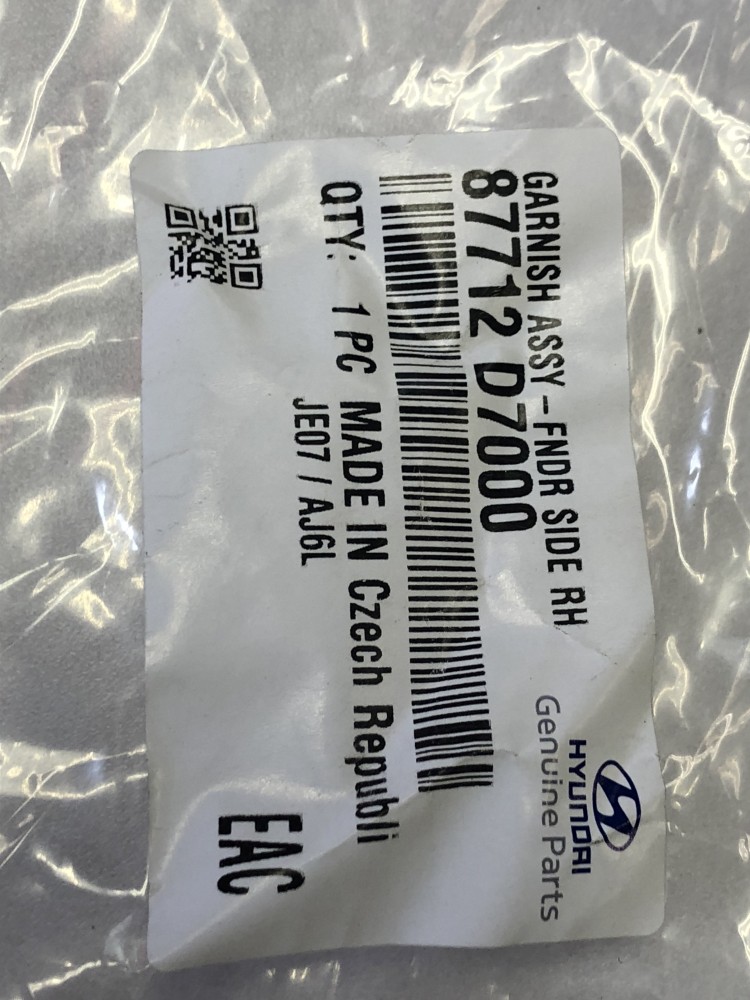 GARNISH ASSY-FNDR SIDE RH
87712 D7000
HYUNDAI
Genuine Parts
QTY: 1 PC MADE IN Czech Republi
JE07 / AJ6L
EAC